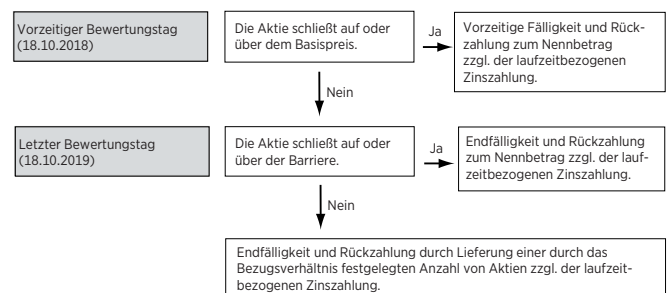 Vorzeitiger Bewertungstag
(18.10.2018)
Die Aktie schließt auf oder
über dem Basispreis.
Ja
Vorzeitige Fälligkeit und Rück-
zahlung zum Nennbetrag
zzgl. der laufzeitbezogenen
Zinszahlung.
Nein
Letzter Bewertungstag
(18.10.2019)
Die Aktie schließt auf oder
über der Barriere.
Ja
Endfälligkeit und Rückzahlung
zum Nennbetrag zzgl. der lauf-
zeitbezogenen Zinszahlung.
Nein
Endfälligkeit und Rückzahlung durch Lieferung einer durch das
Bezugsverhältnis festgelegten Anzahl von Aktien zzgl. der laufzeit-
bezogenen Zinszahlung.